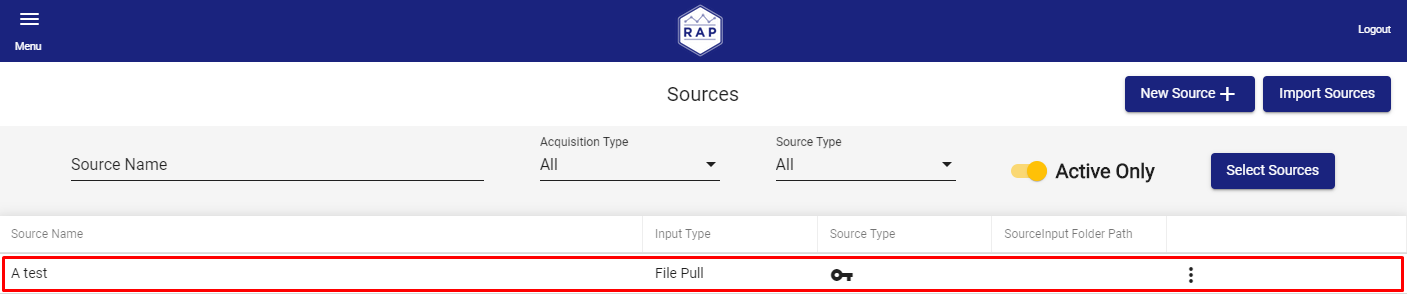 Menu
RAP
Logout
Sources
New Source
Import Sources
Source Name
Acquisition Type
All
Source Type
All
Active Only
Select Sources
Source Name Input Type Source Type SourceInput Folder Path
A test File Pull